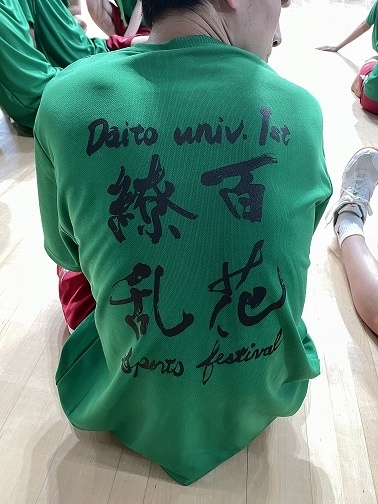 Daito univ. 1st
百花
繚乱
sports festival